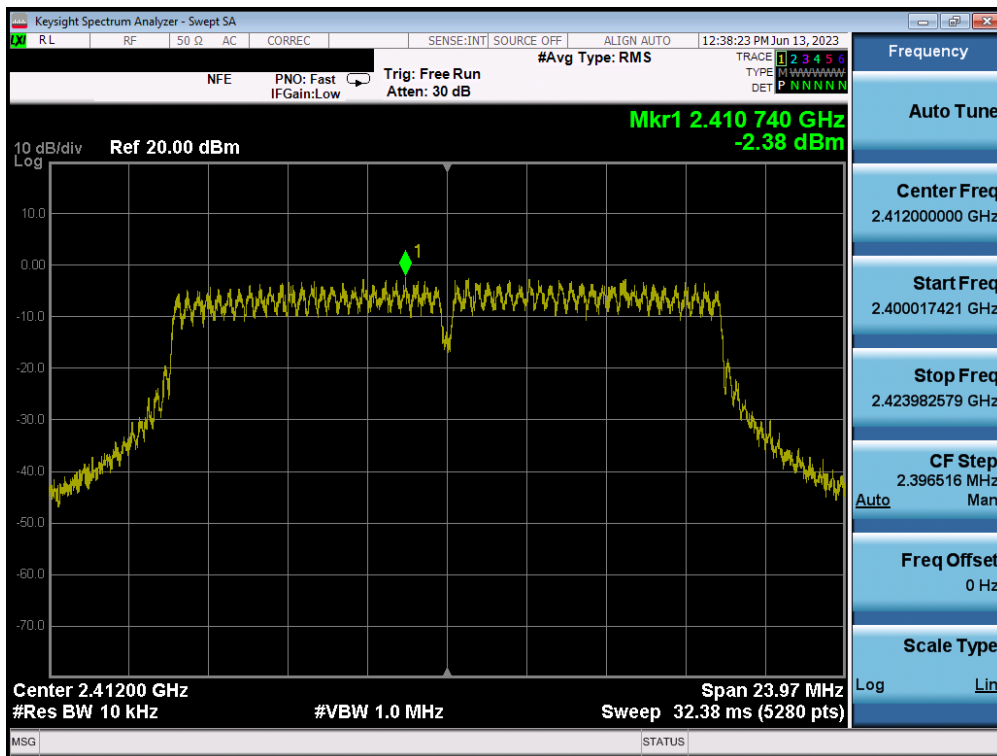 Keysight Spectrum Analyzer - Swept SA
LXI RL RF 50 Ω AC CORREC SENSE:INT SOURCE OFF ALIGN AUTO 12:38:23 PM Jun 13, 2023
NFE PNO: Fast Trig: Free Run #Avg Type: RMS TRACE 1 2 3 4 5 6
IFGain:Low Atten: 30 dB TYPE M WWWWW
DET P N N N N N
Mkr1 2.410 740 GHz
-2.38 dBm
10 dB/div Ref 20.00 dBm
Log
10.0
0.00
-10.0
-20.0
-30.0
-40.0
-50.0
-60.0
-70.0
1
Center 2.41200 GHz Span 23.97 MHz
#Res BW 10 kHz #VBW 1.0 MHz Sweep 32.38 ms (5280 pts)
MSG STATUS
Frequency
Auto Tune
Center Freq
2.412000000 GHz
Start Freq
2.400017421 GHz
Stop Freq
2.423982579 GHz
CF Step
2.396516 MHz
Auto Man
Freq Offset
0 Hz
Scale Type
Log Lin